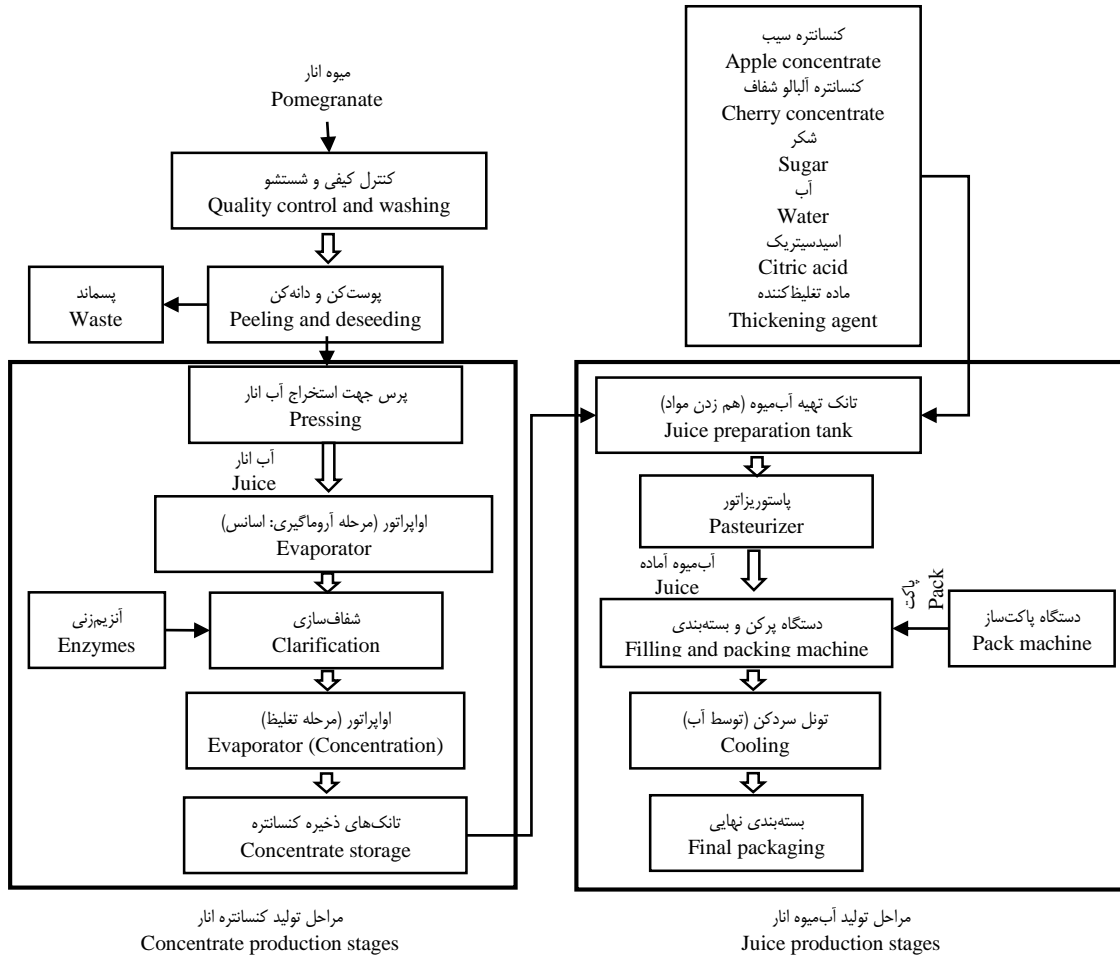 میوه انار
Pomegranate
کنترل کیفی و شستشو
Quality control and washing
پوست‌کن و دانه‌کن
Peeling and deseeding
پسماند
Waste
پرس جهت استخراج آب انار
Pressing
آب انار
Juice
اواپراتور (مرحله آروماگیری: اسانس)
Evaporator
آنزیم‌زنی
Enzymes
شفاف‌سازی
Clarification
اواپراتور (مرحله تغلیظ)
Evaporator (Concentration)
تانک‌های ذخیره کنسانتره
Concentrate storage
مراحل تولید کنسانتره انار
Concentrate production stages
کنسانتره سیب
Apple concentrate
کنسانتره آلبالو شفاف
Cherry concentrate
شکر
Sugar
آب
Water
اسیدسیتریک
Citric acid
ماده تغلیظ‌کننده
Thickening agent
تانک تهیه آب‌میوه (هم زدن مواد)
Juice preparation tank
پاستوریزاتور
Pasteurizer
آب‌میوه آماده
Juice
دستگاه پرکن و بسته‌بندی
Filling and packing machine
پاکت
Pack
دستگاه پاکت‌ساز
Pack machine
تونل سردکن (توسط آب)
Cooling
بسته‌بندی نهایی
Final packaging
مراحل تولید آب‌میوه انار
Juice production stages